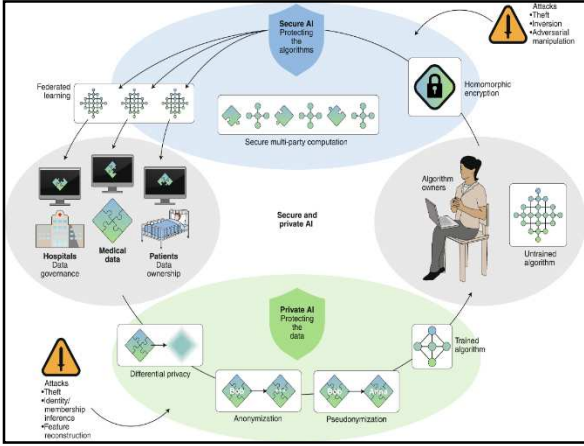 Secure AI
Protecting
the
algorithms
Attacks
•Theft
•Inversion
•Adversarial
manipulation
Federated
learning
Homomorphic
encryption
Secure multi-party computation
Algorithm
owners
Hospitals
Data
governance
Medical
data
Patients
Data
ownership
Secure and
private AI
Untrained
algorithm
Private AI
Protecting
the
data
Differential privacy
Trained
algorithm
Bob
Anonymization
Bob
Anna
Pseudonymization
Attacks
•Theft
•Identity/
membership
inference
•Feature
reconstruction